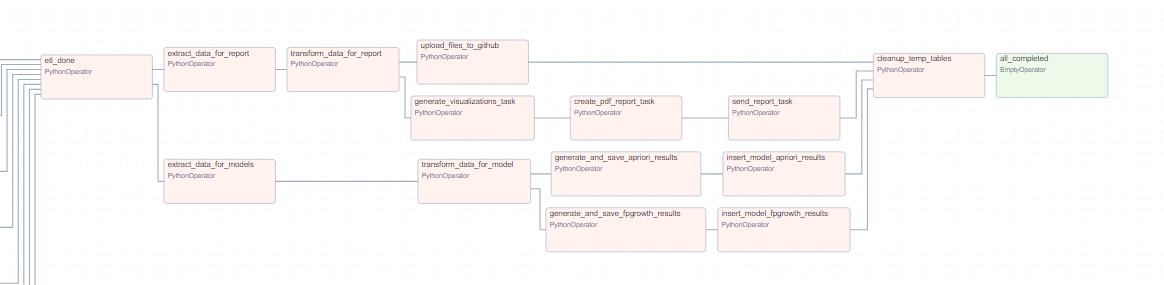 etl_done
PythonOperator
extract_data_for_report
PythonOperator
transform_data_for_report
PythonOperator
upload_files_to_github
PythonOperator
cleanup_temp_tables
PythonOperator
all_completed
EmptyOperator
generate_visualizations_task
PythonOperator
create_pdf_report_task
PythonOperator
send_report_task
PythonOperator
extract_data_for_models
PythonOperator
transform_data_for_model
PythonOperator
generate_and_save_apriori_results
PythonOperator
insert_model_apriori_results
PythonOperator
generate_and_save_fpgrowth_results
PythonOperator
insert_model_fpgrowth_results
PythonOperator